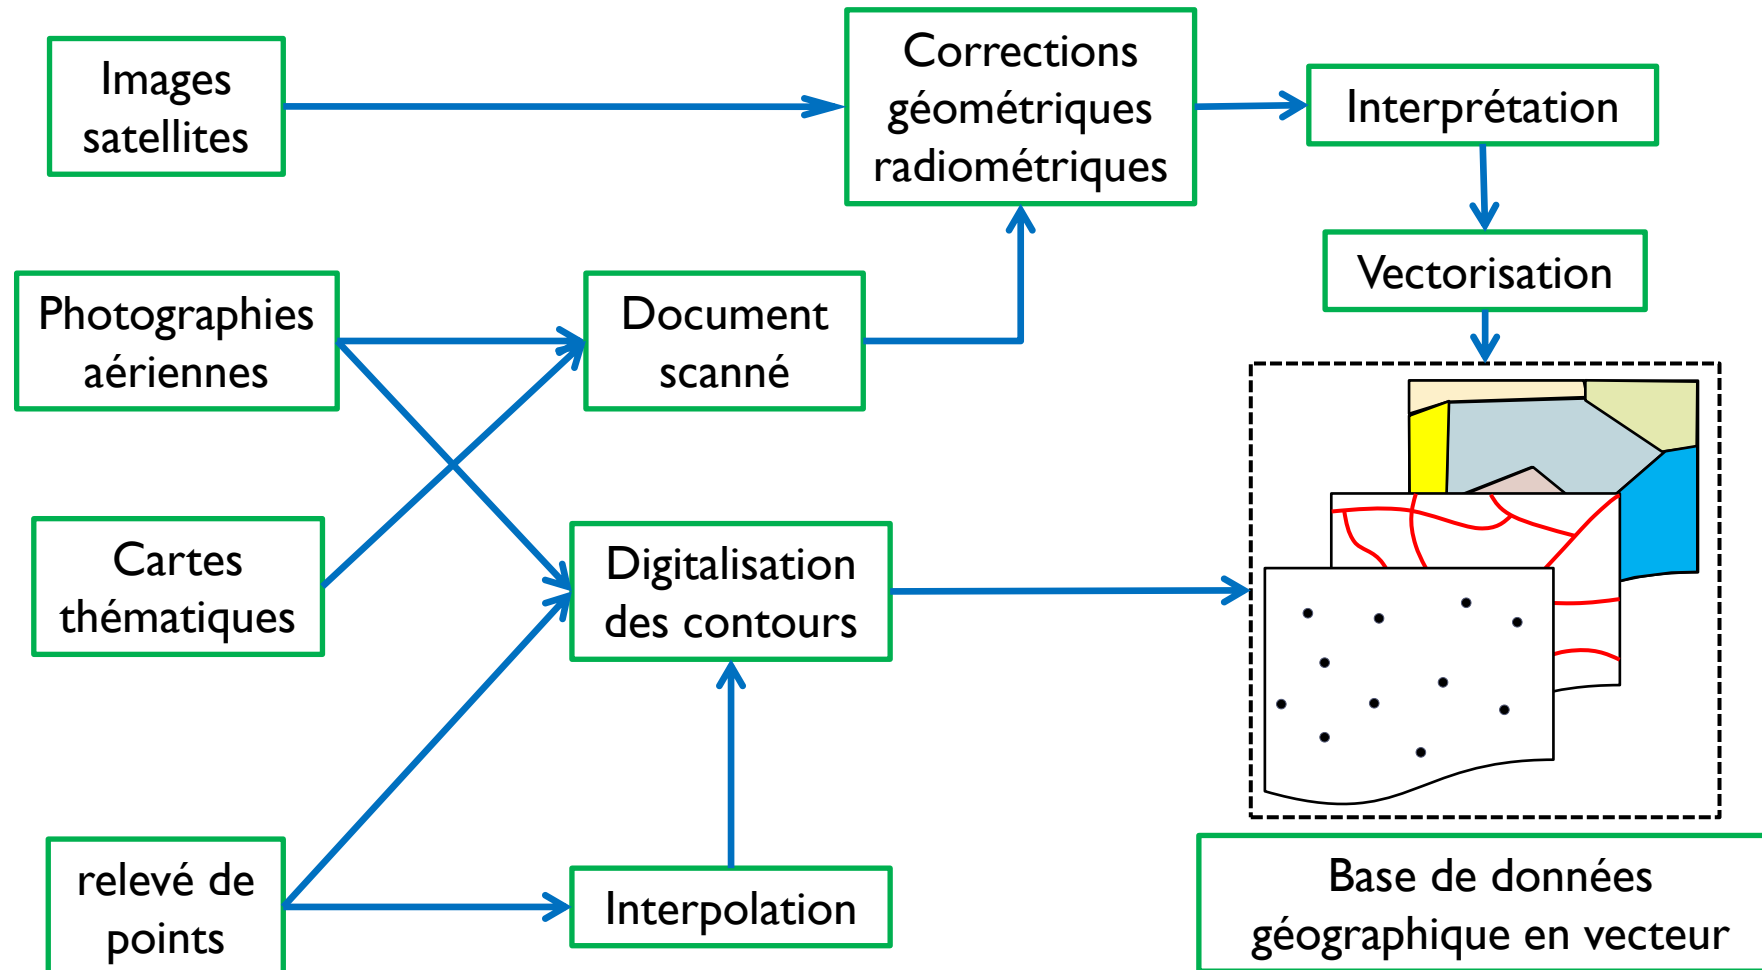 Images
satellites
Corrections
géométriques
radiométriques
Interprétation
Vectorisation
Photographies
aériennes
Document
scanné
Cartes
thématiques
Digitalisation
des contours
relevé de
points
Interpolation
Base de données
géographique en vecteur